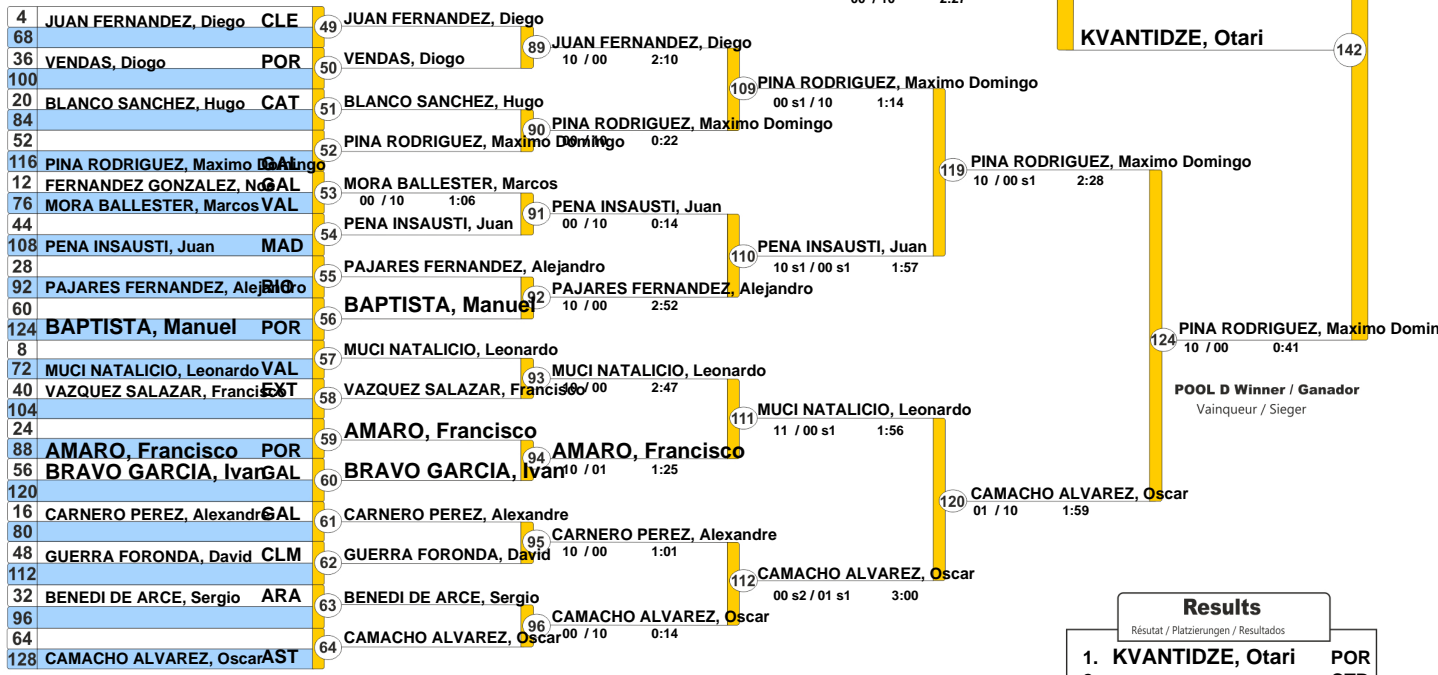 4 JUAN FERNANDEZ, Diego CLE
68
36 VENDAS, Diogo POR
100
20 BLANCO SANCHEZ, Hugo CAT
84
52
116 PINA RODRIGUEZ, Maximo Domingo GAL
12 FERNANDEZ GONZALEZ, GAL
76 MORA BALLESTER, Marcos VAL
44
108 PENA INSAUSTI, Juan MAD
28
92 PAJARES FERNANDEZ, Alejandro RIO
60
124 BAPTISTA, Manuel POR
8
72 MUCI NATALICIO, Leonardo VAL
40 VAZQUEZ SALAZAR, Francisco EXT
104
24
88 AMARO, Francisco POR
56 BRAVO GARCIA, Ivan GAL
120
16 CARNERO PEREZ, Alexandre GAL
80
48 GUERRA FORONDA, David CLM
112
32 BENEDI DE ARCE, Sergio ARA
96
64
128 CAMACHO ALVAREZ, Oscar AST
49 JUAN FERNANDEZ, Diego
50 VENDAS, Diogo
51 BLANCO SANCHEZ, Hugo
52 PINA RODRIGUEZ, Maximo Domingo
53 MORA BALLESTER, Marcos
00 / 10 1:06
54 PENA INSAUSTI, Juan
55 PAJARES FERNANDEZ, Alejandro
56 BAPTISTA, Manuel
57 MUCI NATALICIO, Leonardo
58 VAZQUEZ SALAZAR, Francisco
59 AMARO, Francisco
60 BRAVO GARCIA, Ivan
61 CARNERO PEREZ, Alexandre
62 GUERRA FORONDA, David
63 BENEDI DE ARCE, Sergio
64 CAMACHO ALVAREZ, Oscar
89 JUAN FERNANDEZ, Diego
10 / 00 2:10
90 PINA RODRIGUEZ, Maximo Domingo
00 / 10 0:22
91 PENA INSAUSTI, Juan
00 / 10 0:14
92 PAJARES FERNANDEZ, Alejandro
10 / 00 2:52
93 MUCI NATALICIO, Leonardo
10 / 00 2:47
94 AMARO, Francisco
10 / 01 1:25
95 CARNERO PEREZ, Alexandre
10 / 00 1:01
96 CAMACHO ALVAREZ, Oscar
00 / 10 0:14
109 PINA RODRIGUEZ, Maximo Domingo
00 s1 / 10 1:14
110 PENA INSAUSTI, Juan
10 s1 / 00 s1 1:57
111 MUCI NATALICIO, Leonardo
11 / 00 s1 1:56
112 CAMACHO ALVAREZ, Oscar
00 s2 / 01 s1 3:00
119 PINA RODRIGUEZ, Maximo Domingo
10 / 00 s1 2:28
120 CAMACHO ALVAREZ, Oscar
01 / 10 1:59
KVANTIDZE, Otari
142
124 PINA RODRIGUEZ, Maximo Domin
10 / 00 0:41
POOL D Winner / Ganador
Vainqueur / Sieger
Results
Résutat / Platzierungen / Resultados
1. KVANTIDZE, Otari POR